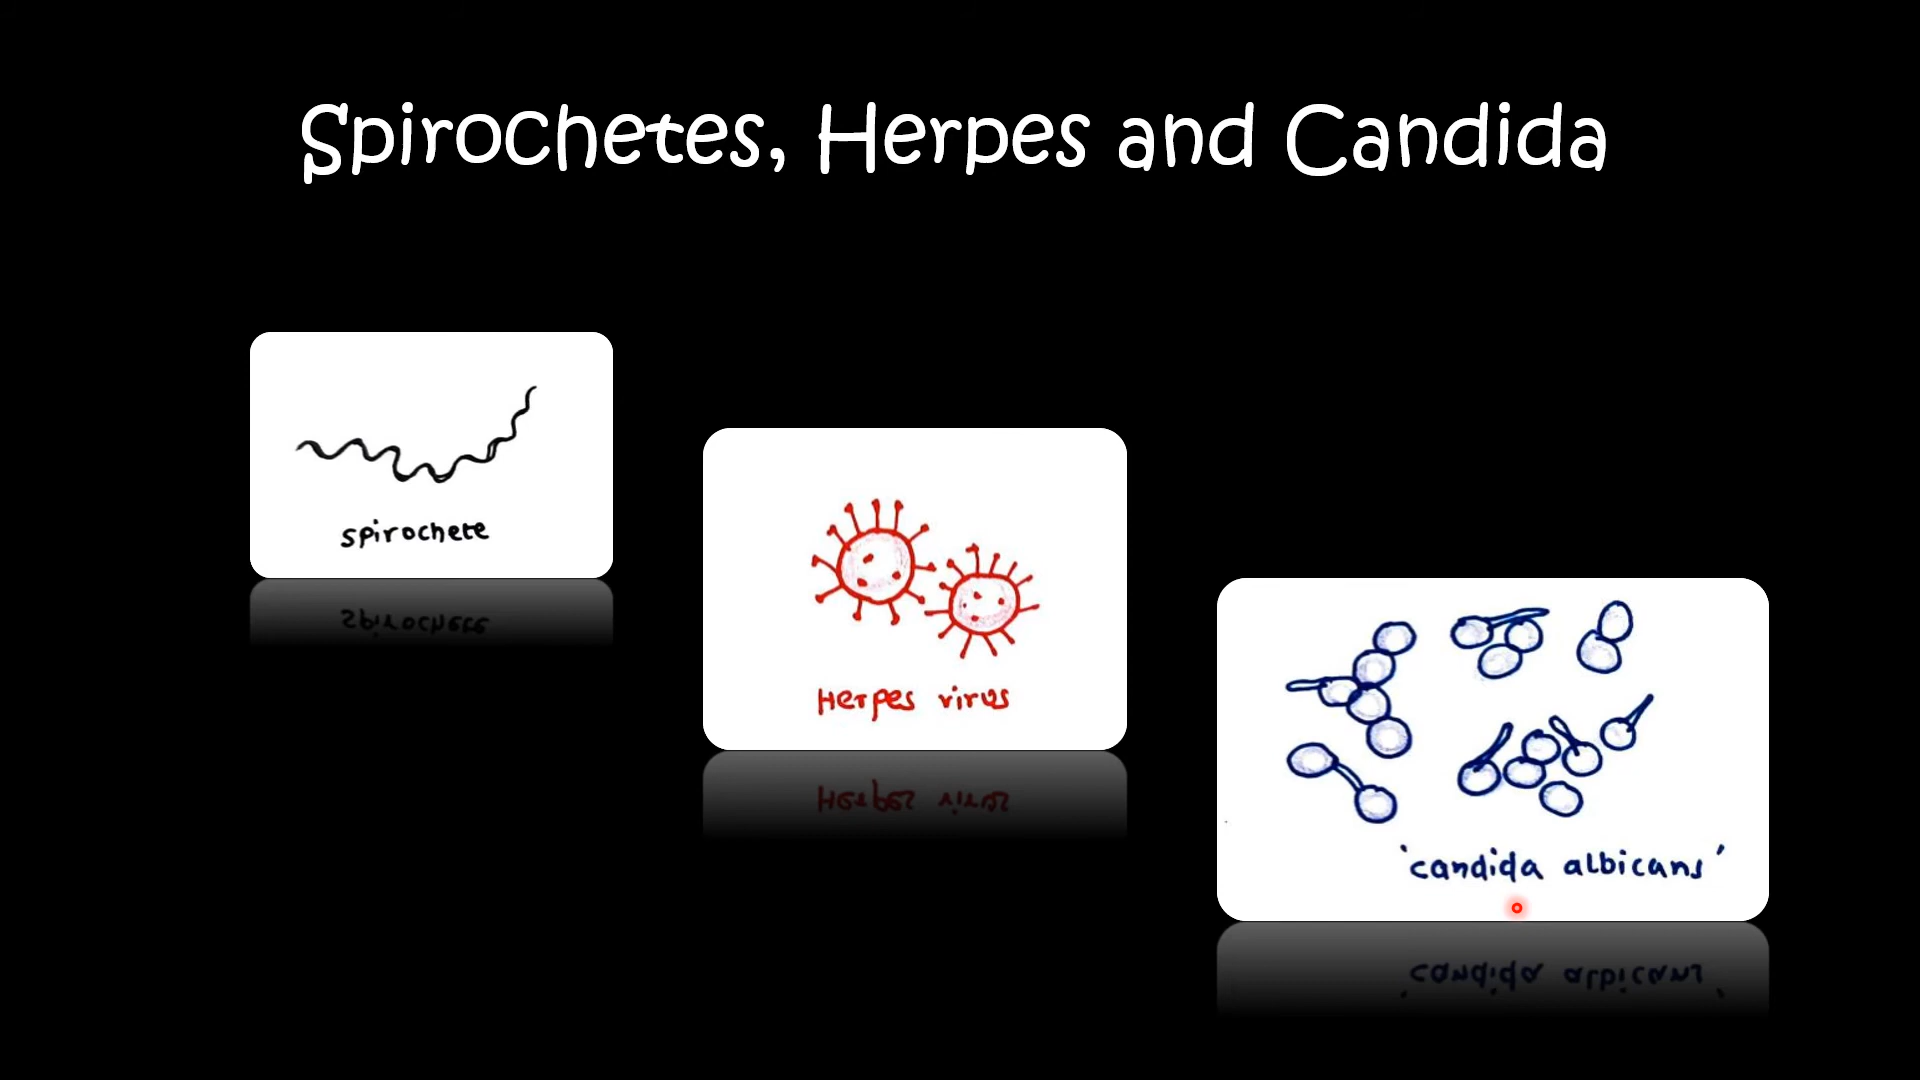 Spirochetes, Herpes and Candida
spirochete
Herpes virus
'candida albicans'